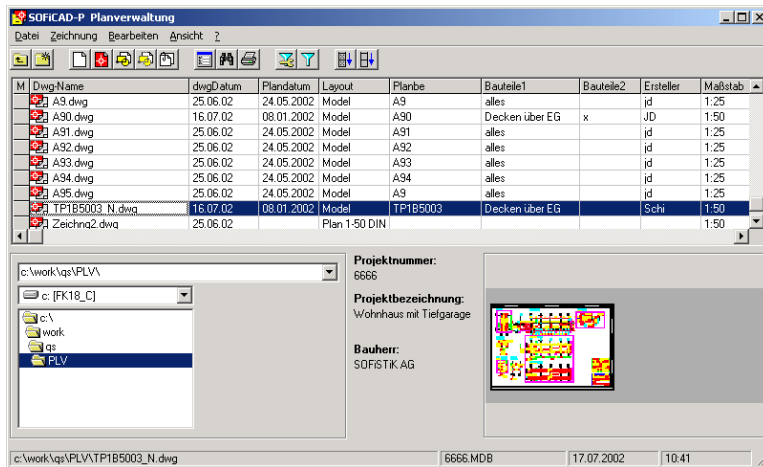 SOFiCAD-P Planverwaltung
Datei Zeichnung Bearbeiten Ansicht ?
M Dwg-Name dwgDatum Plandatum Layout Planbe Bauteile1 Bauteile2 Ersteller Maßstab
A9.dwg 25.06.02 24.05.2002 Model A9 alles jd 1:25
A90.dwg 16.07.02 08.01.2002 Model A90 Decken über EG x JD 1:50
A91.dwg 25.06.02 24.05.2002 Model A91 alles jd 1:25
A92.dwg 25.06.02 24.05.2002 Model A92 alles jd 1:25
A93.dwg 25.06.02 24.05.2002 Model A93 alles jd 1:25
A94.dwg 25.06.02 24.05.2002 Model A94 alles jd 1:25
A95.dwg 25.06.02 24.05.2002 Model A9 alles jd 1:25
TP1B5003_N.dwg 16.07.02 08.01.2002 Model TP1B5003 Decken über EG Schi 1:50
Zeichng2.dwg 25.06.02 Plan 1-50 DIN 1:50
c:\work\qs\PLV\
c: [FK18_C]
c:\
work
qs
PLV
Projektnummer:
6666
Projektbezeichnung:
Wohnhaus mit Tiefgarage
Bauherr:
SOFiSTiK AG
c:\work\qs\PLV\TP1B5003_N.dwg 6666.MDB 17.07.2002 10:41